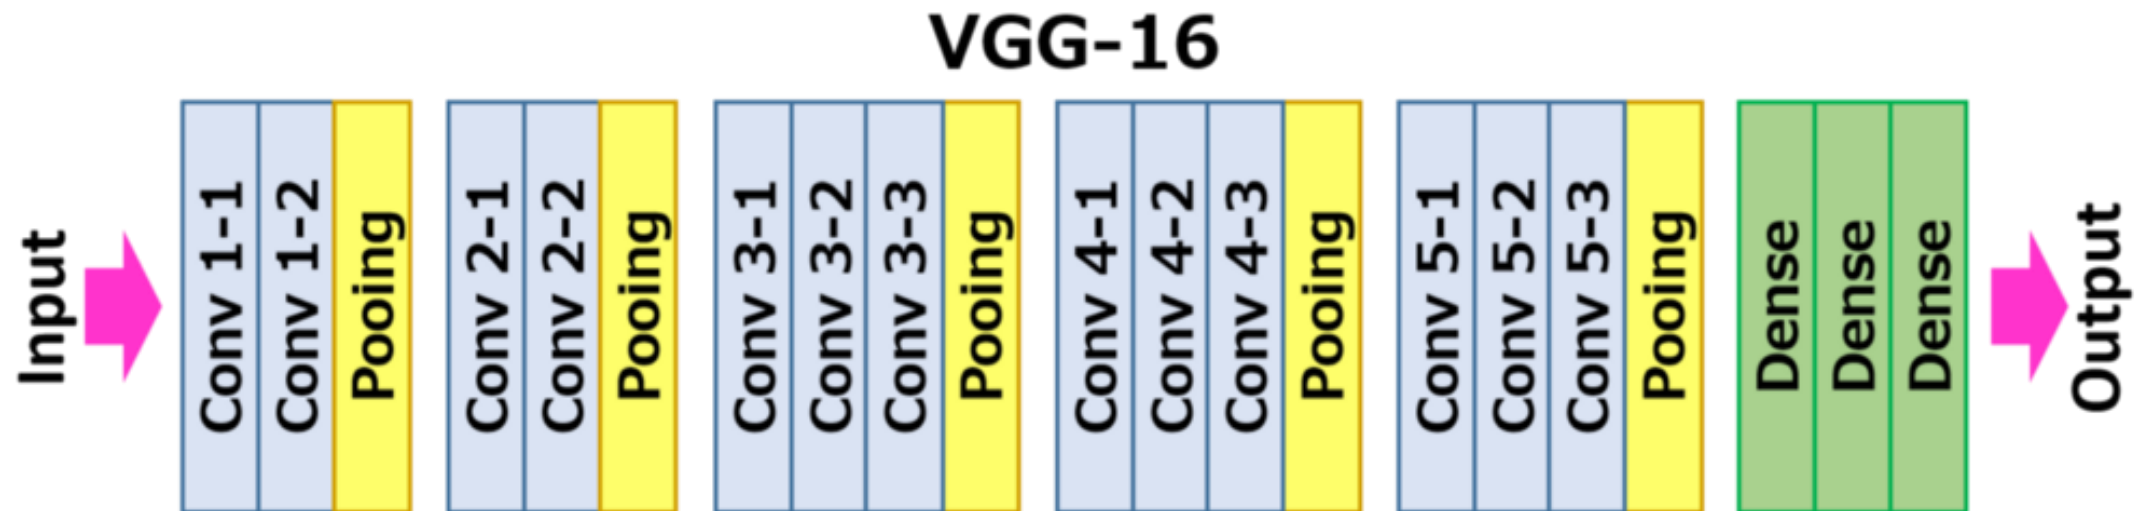 VGG-16
Input
Conv 1-1
Conv 1-2
Pooing
Conv 2-1
Conv 2-2
Pooing
Conv 3-1
Conv 3-2
Conv 3-3
Pooing
Conv 4-1
Conv 4-2
Conv 4-3
Pooing
Conv 5-1
Conv 5-2
Conv 5-3
Pooing
Dense
Dense
Dense
Output